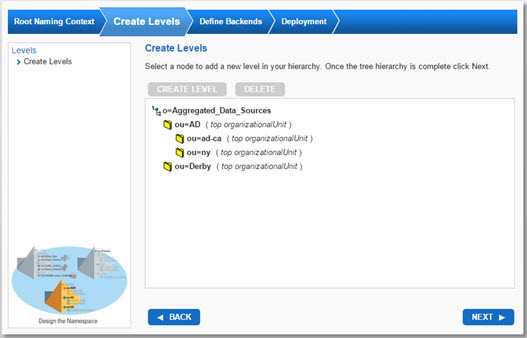 Root Naming Context
Create Levels
Define Backends
Deployment
Levels
Create Levels
Create Levels
Select a node to add a new level in your hierarchy. Once the tree hierarchy is complete click Next.
CREATE LEVEL
DELETE
o=Aggregated_Data_Sources
ou=AD ( top organizationalUnit )
ou=ad-ca ( top organizationalUnit )
ou=ny ( top organizationalUnit )
ou=Derby ( top organizationalUnit )
Design the Namespace
BACK
NEXT